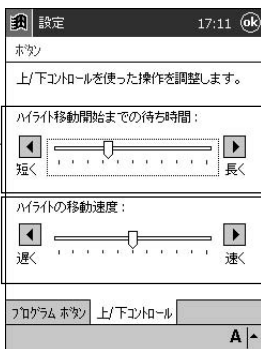 設定 17:11 ok
ボタン
上/下コントロールを使った操作を調整します。
ハイライト移動開始までの待ち時間:
短く 長く
ハイライトの移動速度:
遅く 速く
プログラム ボタン 上/下コントロール
A